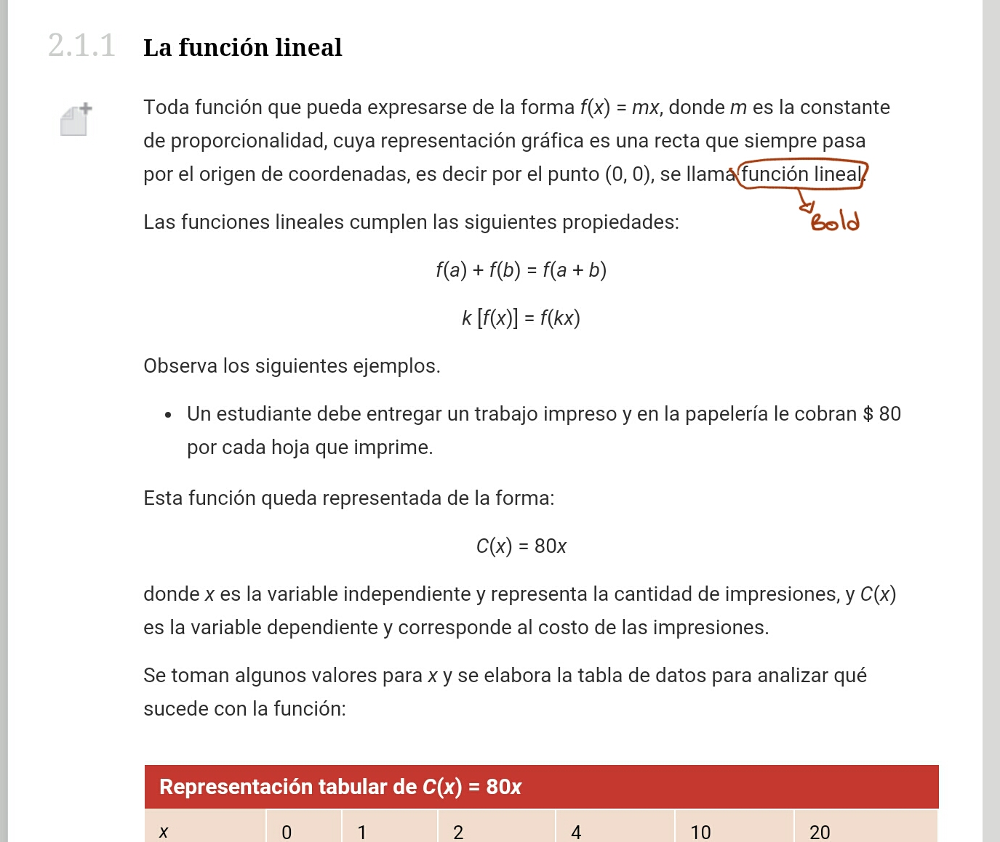 2.1.1 La función lineal
Toda función que pueda expresarse de la forma f(x) = mx, donde m es la constante
de proporcionalidad, cuya representación gráfica es una recta que siempre pasa
por el origen de coordenadas, es decir por el punto (0, 0), se llama función lineal.
Bold
Las funciones lineales cumplen las siguientes propiedades:
f(a) + f(b) = f(a + b)
k [f(x)] = f(kx)
Observa los siguientes ejemplos.
• Un estudiante debe entregar un trabajo impreso y en la papelería le cobran $ 80
por cada hoja que imprime.
Esta función queda representada de la forma:
C(x) = 80x
donde x es la variable independiente y representa la cantidad de impresiones, y C(x)
es la variable dependiente y corresponde al costo de las impresiones.
Se toman algunos valores para x y se elabora la tabla de datos para analizar qué
sucede con la función:
Representación tabular de C(x) = 80x
x 0 1 2 4 10 20